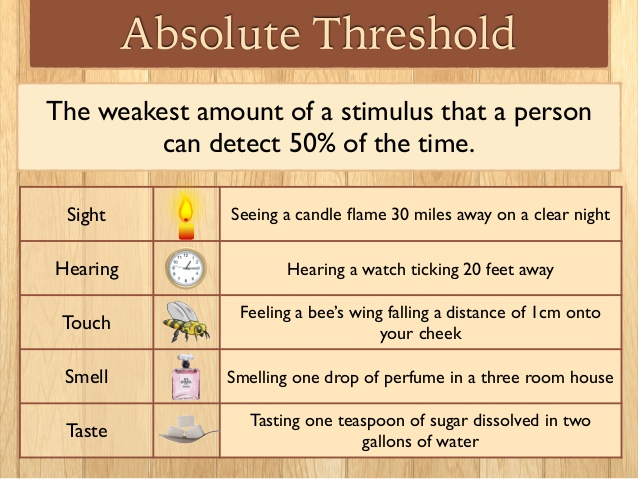 Absolute Threshold
The weakest amount of a stimulus that a person
can detect 50% of the time.
Sight
Seeing a candle flame 30 miles away on a clear night
Hearing
Hearing a watch ticking 20 feet away
Touch
Feeling a bee's wing falling a distance of 1cm onto
your cheek
Smell
Smelling one drop of perfume in a three room house
Taste
Tasting one teaspoon of sugar dissolved in two
gallons of water